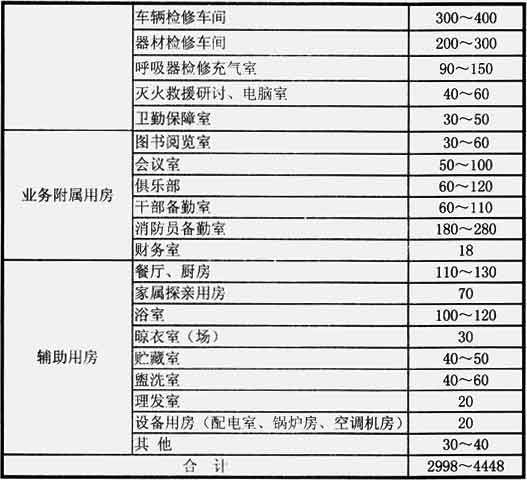 车辆检修车间 300～400
器材检修车间 200～300
呼吸器检修充气室 90～150
灭火救援研讨、电脑室 40～60
卫勤保障室 30～50
业务附属用房
图书阅览室 30～60
会议室 50～100
俱乐部 60～120
干部备勤室 60～110
消防员备勤室 180～280
财务室 18
辅助用房
餐厅、厨房 110～130
家属探亲用房 70
浴室 100～120
晾衣室（场） 30
贮藏室 40～50
盥洗室 40～60
理发室 20
设备用房（配电室、锅炉房、空调机房） 20
其 他 30～40
合 计 2998～4448